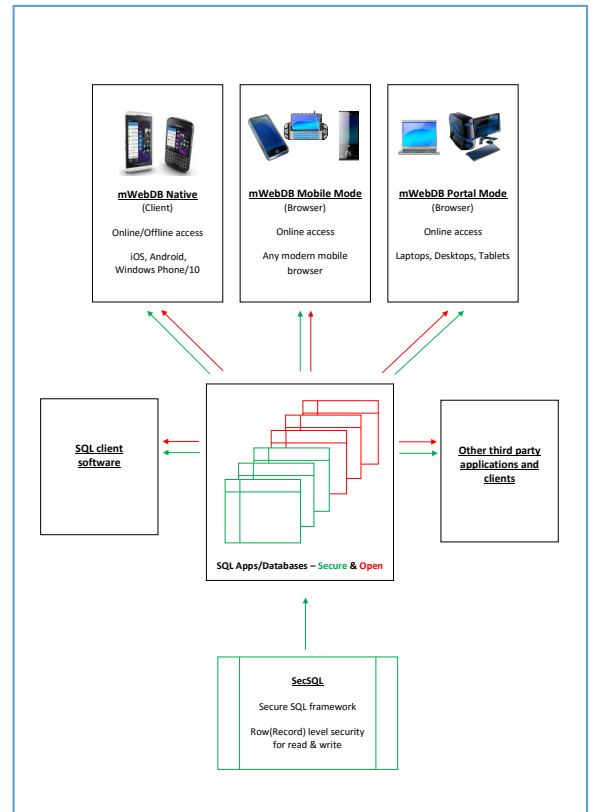 mWebDB Native
(Client)
Online/Offline access
iOS, Android,
Windows Phone/10
mWebDB Mobile Mode
(Browser)
Online access
Any modern mobile
browser
mWebDB Portal Mode
(Browser)
Online access
Laptops, Desktops, Tablets
SQL client
software
Other third party
applications and
clients
SQL Apps/Databases – Secure & Open
SecSQL
Secure SQL framework
Row(Record) level security
for read & write